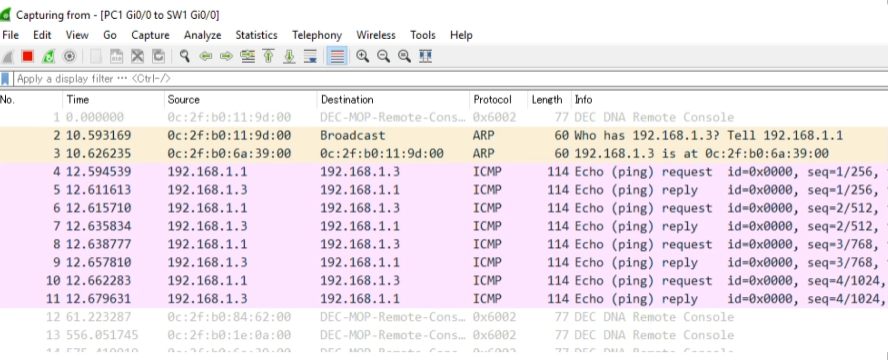 Capturing from - [PC1 Gi0/0 to SW1 Gi0/0]
File Edit View Go Capture Analyze Statistics Telephony Wireless Tools Help
Apply a display filter ... <Ctrl-/>
No. Time Source Destination Protocol Length Info
1 0.000000 0c:2f:b0:11:9d:00 DEC-MOP-Remote-Cons... 0x6002 77 DEC DNA Remote Console
2 10.593169 0c:2f:b0:11:9d:00 Broadcast ARP 60 Who has 192.168.1.3? Tell 192.168.1.1
3 10.626235 0c:2f:b0:6a:39:00 0c:2f:b0:11:9d:00 ARP 60 192.168.1.3 is at 0c:2f:b0:6a:39:00
4 12.594539 192.168.1.1 192.168.1.3 ICMP 114 Echo (ping) request id=0x0000, seq=1/256,
5 12.611613 192.168.1.3 192.168.1.1 ICMP 114 Echo (ping) reply id=0x0000, seq=1/256,
6 12.615710 192.168.1.1 192.168.1.3 ICMP 114 Echo (ping) request id=0x0000, seq=2/512,
7 12.635834 192.168.1.3 192.168.1.1 ICMP 114 Echo (ping) reply id=0x0000, seq=2/512,
8 12.638777 192.168.1.1 192.168.1.3 ICMP 114 Echo (ping) request id=0x0000, seq=3/768,
9 12.657810 192.168.1.3 192.168.1.1 ICMP 114 Echo (ping) reply id=0x0000, seq=3/768,
10 12.662283 192.168.1.1 192.168.1.3 ICMP 114 Echo (ping) request id=0x0000, seq=4/1024,
11 12.679631 192.168.1.3 192.168.1.1 ICMP 114 Echo (ping) reply id=0x0000, seq=4/1024,
12 61.223287 0c:2f:b0:84:62:00 DEC-MOP-Remote-Cons... 0x6002 77 DEC DNA Remote Console
13 556.051745 0c:2f:b0:1e:0a:00 DEC-MOP-Remote-Cons... 0x6002 77 DEC DNA Remote Console